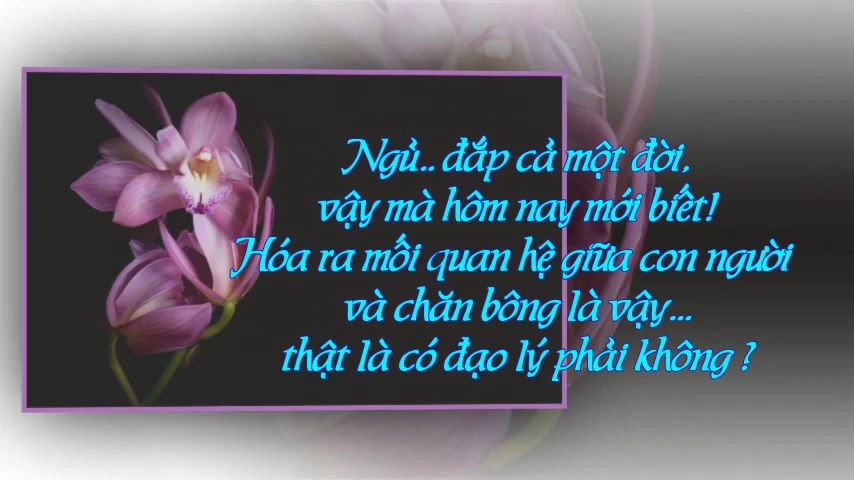 Ngủ.. đắp cả một đời,
vậy mà hôm nay mới biết!
Hóa ra mối quan hệ giữa con người
và chăn bông là vậy...
thật là có đạo lý phải không ?